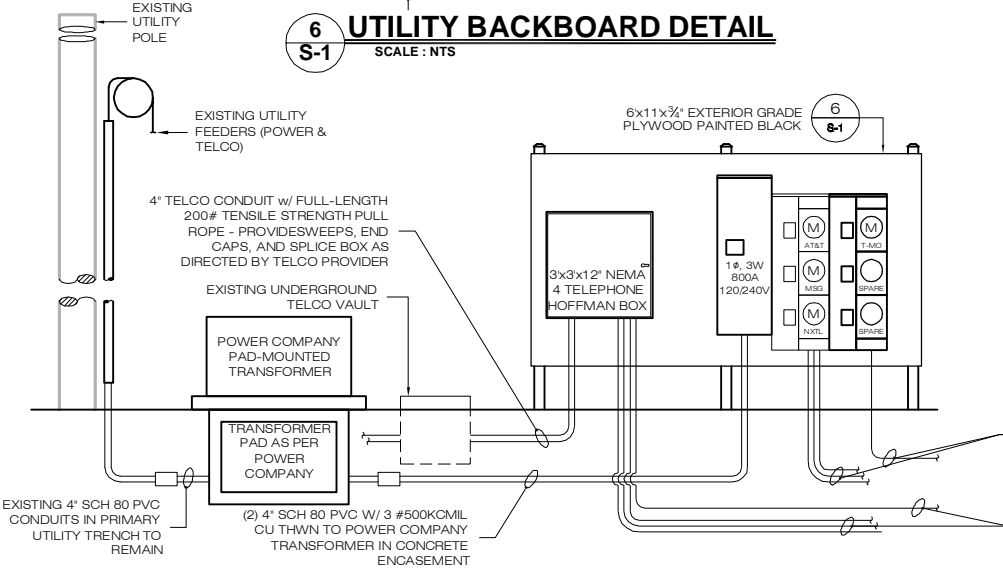 EXISTING
UTILITY
POLE
6
S-1
UTILITY BACKBOARD DETAIL
SCALE : NTS
EXISTING UTILITY
FEEDERS (POWER &
TELCO)
6'x11'x¾" EXTERIOR GRADE
PLYWOOD PAINTED BLACK
6
S-1
4" TELCO CONDUIT w/ FULL-LENGTH
200# TENSILE STRENGTH PULL
ROPE - PROVIDESWEEPS, END
CAPS, AND SPLICE BOX AS
DIRECTED BY TELCO PROVIDER
EXISTING UNDERGROUND
TELCO VAULT
3'x3'x12" NEMA
4 TELEPHONE
HOFFMAN BOX
1ϕ, 3W
800A
120/240V
M
AT&T
M
MSG
M
NXTL
M
T-MO
SPARE
SPARE
POWER COMPANY
PAD-MOUNTED
TRANSFORMER
TRANSFORMER
PAD AS PER
POWER
COMPANY
EXISTING 4" SCH 80 PVC
CONDUITS IN PRIMARY
UTILITY TRENCH TO
REMAIN
(2) 4" SCH 80 PVC W/ 3 #500KCMIL
CU THWN TO POWER COMPANY
TRANSFORMER IN CONCRETE
ENCASEMENT